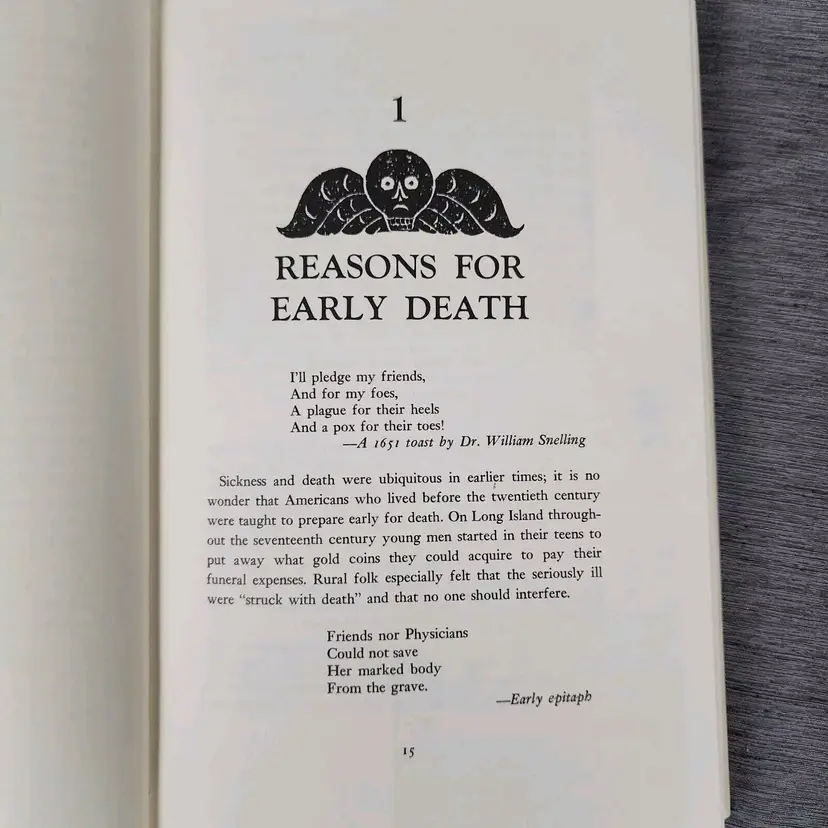 1
REASONS FOR
EARLY DEATH
I'll pledge my friends,
And for my foes,
A plague for their heels
And a pox for their toes!
—A 1651 toast by Dr. William Snelling
Sickness and death were ubiquitous in earlier times; it is no
wonder that Americans who lived before the twentieth century
were taught to prepare early for death. On Long Island through-
out the seventeenth century young men started in their teens to
put away what gold coins they could acquire to pay their
funeral expenses. Rural folk especially felt that the seriously ill
were "struck with death" and that no one should interfere.
Friends nor Physicians
Could not save
Her marked body
From the grave.
—Early epitaph
15